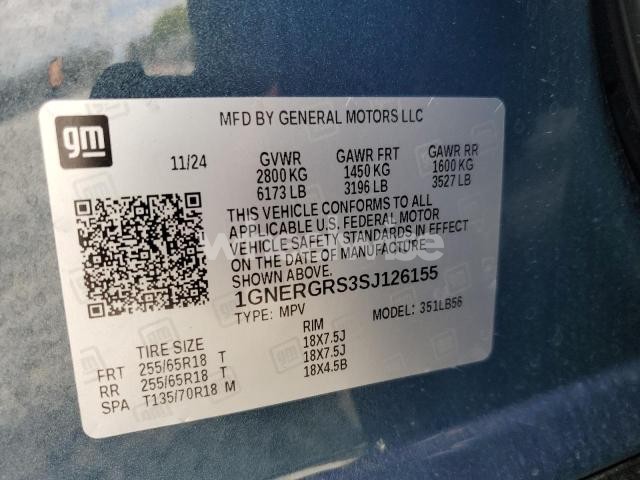 gm
MFD BY GENERAL MOTORS LLC
11/24 GVWR GAWR FRT GAWR RR
2800 KG 1450 KG 1600 KG
6173 LB 3196 LB 3527 LB
THIS VEHICLE CONFORMS TO ALL
APPLICABLE U.S. FEDERAL MOTOR
VEHICLE SAFETY STANDARDS IN EFFECT
ON THE DATE OF MANUFACTURE
SHOWN ABOVE.
1GNERGRS3SJ126155
TYPE: MPV MODEL: 351LB56
TIRE SIZE RIM
FRT 255/65R18 T 18X7.5J
RR 255/65R18 T 18X7.5J
SPA T135/70R18 M 18X4.5B